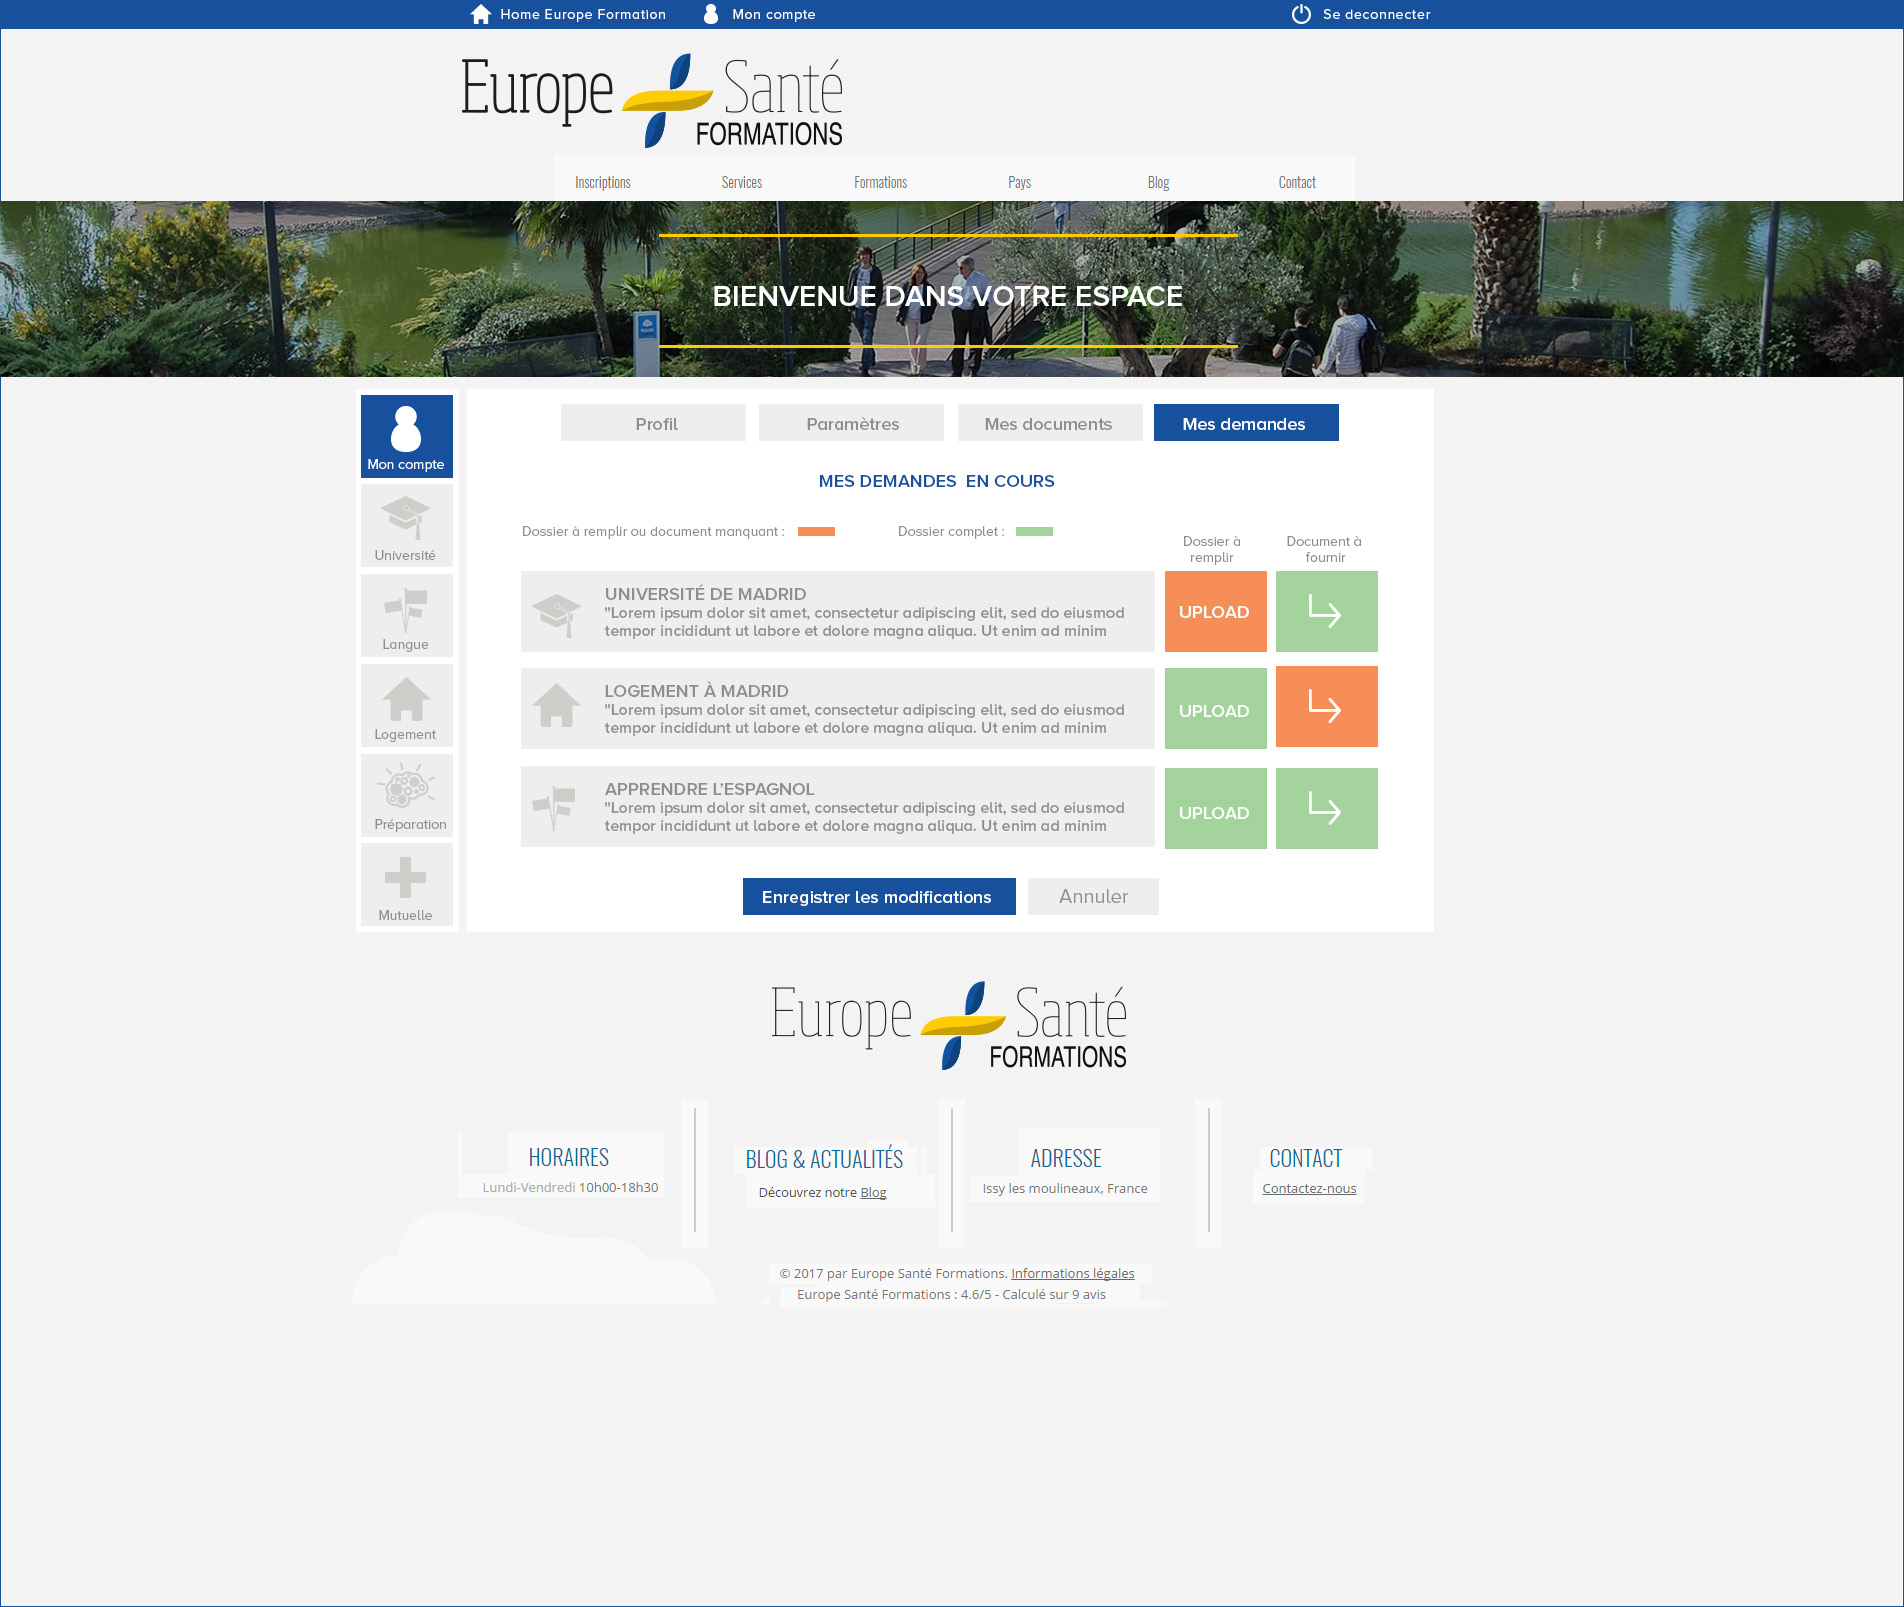 Home Europe Formation
Mon compte
Se deconnecter
Europe Santé
FORMATIONS
Inscriptions
Services
Formations
Pays
Blog
Contact
BIENVENUE DANS VOTRE ESPACE
Mon compte
Université
Langue
Logement
Préparation
Mutuelle
Profil
Paramètres
Mes documents
Mes demandes
MES DEMANDES  EN COURS
Dossier à remplir ou document manquant :
Dossier complet :
Dossier à
remplir
Document à
fournir
UNIVERSITÉ DE MADRID
"Lorem ipsum dolor sit amet, consectetur adipiscing elit, sed do eiusmod
tempor incididunt ut labore et dolore magna aliqua. Ut enim ad minim
UPLOAD
LOGEMENT À MADRID
"Lorem ipsum dolor sit amet, consectetur adipiscing elit, sed do eiusmod
tempor incididunt ut labore et dolore magna aliqua. Ut enim ad minim
UPLOAD
APPRENDRE L'ESPAGNOL
"Lorem ipsum dolor sit amet, consectetur adipiscing elit, sed do eiusmod
tempor incididunt ut labore et dolore magna aliqua. Ut enim ad minim
UPLOAD
Enregistrer les modifications
Annuler
Europe Santé
FORMATIONS
HORAIRES
Lundi-Vendredi 10h00-18h30
BLOG & ACTUALITÉS
Découvrez notre Blog
ADRESSE
Issy les moulineaux, France
CONTACT
Contactez-nous
© 2017 par Europe Santé Formations. Informations légales
Europe Santé Formations : 4.6/5 - Calculé sur 9 avis